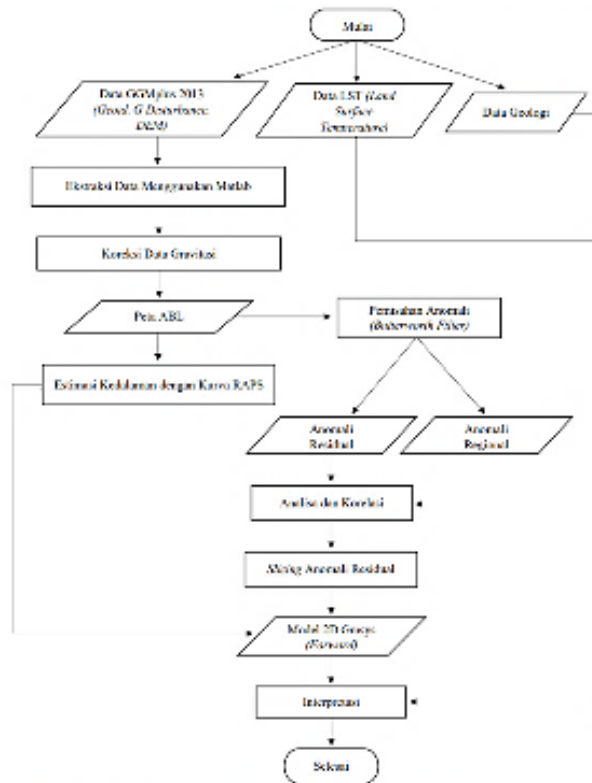 Mulai
Data GGMplus 2013
(Geoid, G Disturbance,
DEM)
Data LST (Land
Surface
Temperature)
Data Geologi
Ekstraksi Data Menggunakan Matlab
Koreksi Data Gravitasi
Peta ABL
Pemisahan Anomali
(Butterworth Filter)
Estimasi Kedalaman dengan Kurva RAPS
Anomali
Residual
Anomali
Regional
Analisa dan Korelasi
Slicing Anomali Residual
Model 2D
(Forward)
Interpretasi
Selesai